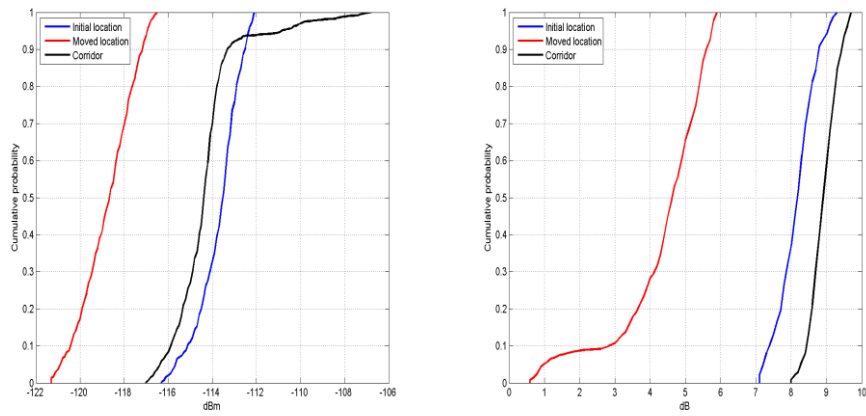 1
0.9
0.8
0.7
0.6
0.5
0.4
0.3
0.2
0.1
0
Cumulative probability
Initial location
Moved location
Corridor
-122 -120 -118 -116 -114 -112 -110 -108 -106
dBm
1
0.9
0.8
0.7
0.6
0.5
0.4
0.3
0.2
0.1
0
Cumulative probability
Initial location
Moved location
Corridor
0 1 2 3 4 5 6 7 8 9 10
dB